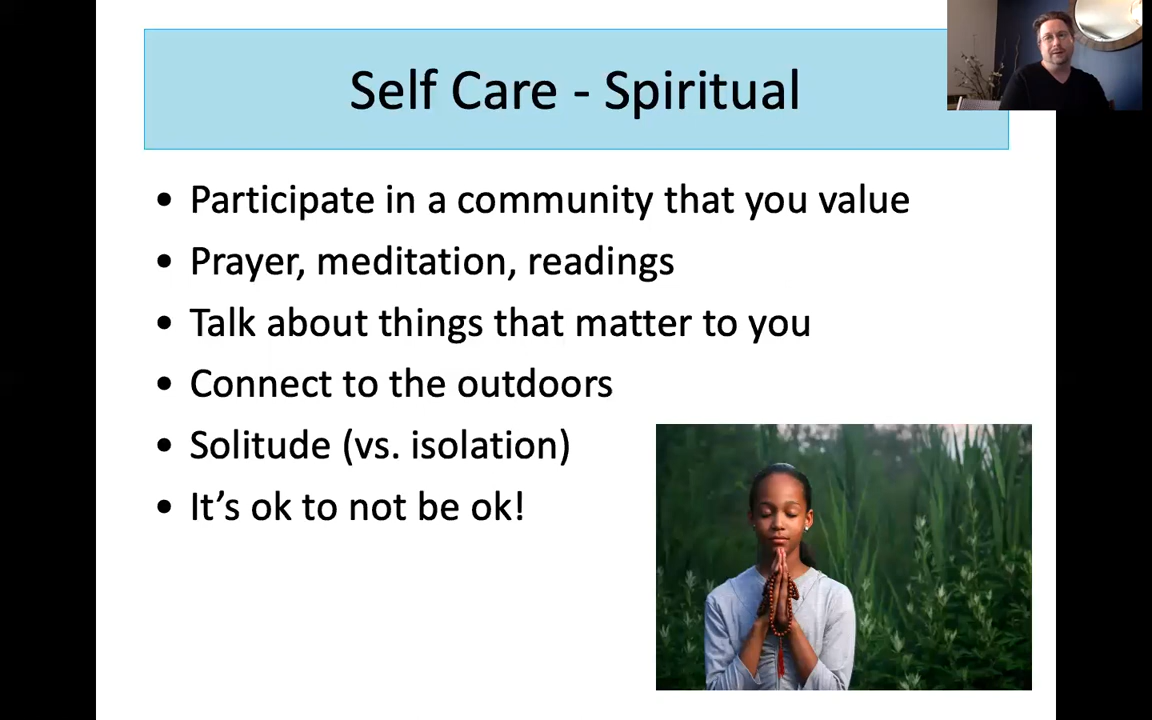 Self Care - Spiritual
• Participate in a community that you value
• Prayer, meditation, readings
• Talk about things that matter to you
• Connect to the outdoors
• Solitude (vs. isolation)
• It’s ok to not be ok!